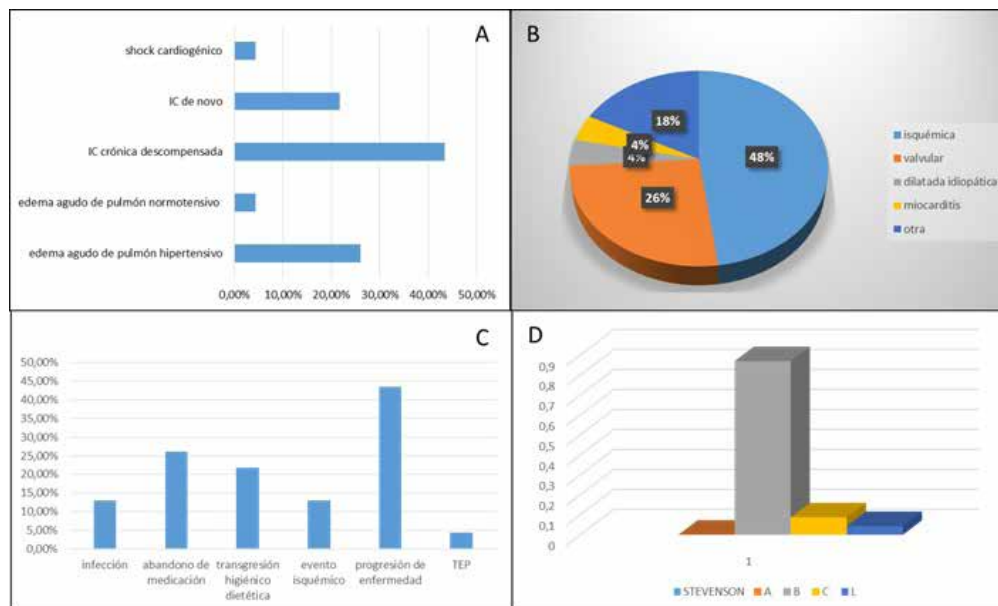 A
shock cardiogénico
IC de novo
IC crónica descompensada
edema agudo de pulmón normotensivo
edema agudo de pulmón hipertensivo
0,00% 10,00% 20,00% 30,00% 40,00% 50,00%
B
18%
4%
4%
48%
26%
isquémica
valvular
dilatada idiopática
miocarditis
otra
C
50,00%
45,00%
40,00%
35,00%
30,00%
25,00%
20,00%
15,00%
10,00%
5,00%
0,00%
infección abandono de transgresión evento progresión de TEP
medicación higiénico isquémico enfermedad
dietética
D
0,9
0,8
0,7
0,6
0,5
0,4
0,3
0,2
0,1
0
1
STEVENSON A B C L